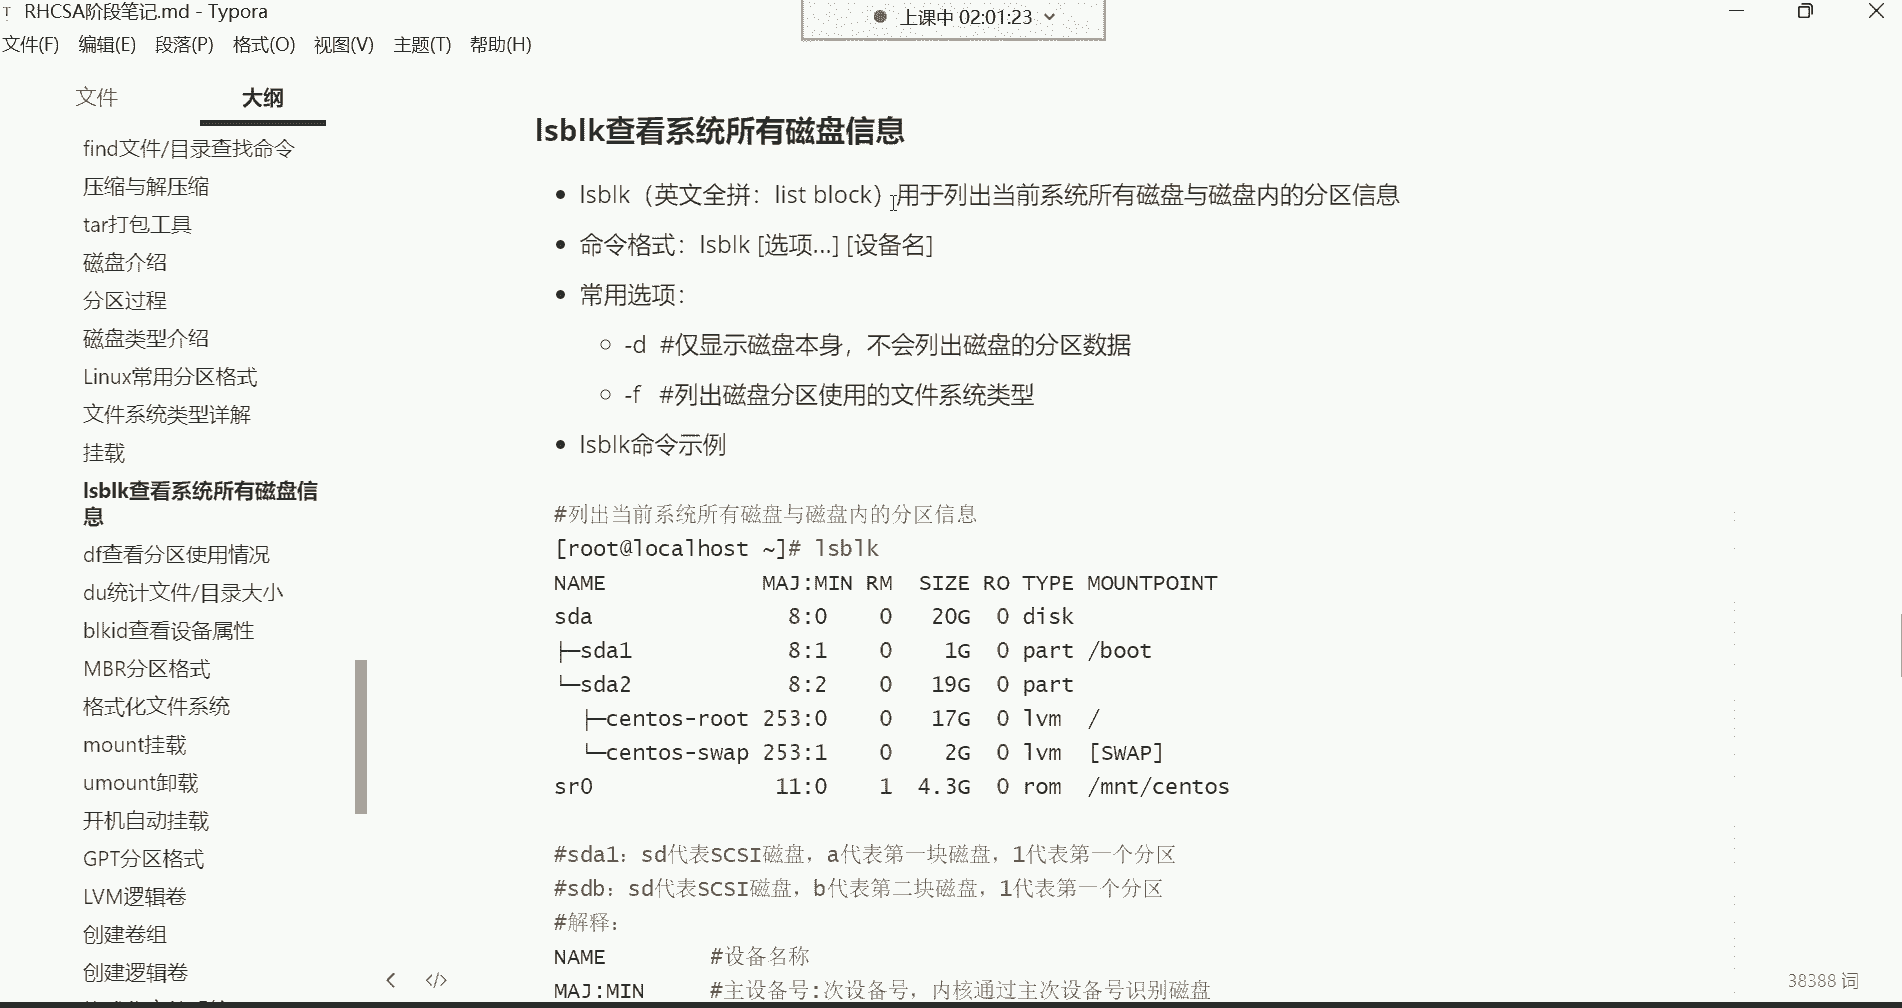 RHCSA阶段笔记.md - Typora
上课中 02:01:23
文件(F) 编辑(E) 段落(P) 格式(O) 视图(V) 主题(T) 帮助(H)
文件 大纲
find文件/目录查找命令
压缩与解压缩
tar打包工具
磁盘介绍
分区过程
磁盘类型介绍
Linux常用分区格式
文件系统类型详解
挂载
lsblk查看系统所有磁盘信
息
df查看分区使用情况
du统计文件/目录大小
blkid查看设备属性
MBR分区格式
格式化文件系统
mount挂载
umount卸载
开机自动挂载
GPT分区格式
LVM逻辑卷
创建卷组
创建逻辑卷
lsblk查看系统所有磁盘信息
lsblk（英文全拼：list block）用于列出当前系统所有磁盘与磁盘内的分区信息
命令格式：lsblk [选项...] [设备名]
常用选项：
-d #仅显示磁盘本身，不会列出磁盘的分区数据
-f #列出磁盘分区使用的文件系统类型
lsblk命令示例
#列出当前系统所有磁盘与磁盘内的分区信息
[root@localhost ~]# lsblk
NAME MAJ:MIN RM SIZE RO TYPE MOUNTPOINT
sda 8:0 0 20G 0 disk
├─sda1 8:1 0 1G 0 part /boot
└─sda2 8:2 0 19G 0 part
├─centos-root 253:0 0 17G 0 lvm /
└─centos-swap 253:1 0 2G 0 lvm [SWAP]
sr0 11:0 1 4.3G 0 rom /mnt/centos
#sda1：sd代表SCSI磁盘，a代表第一块磁盘，1代表第一个分区
#sdb：sd代表SCSI磁盘，b代表第二块磁盘，1代表第一个分区
#解释：
NAME #设备名称
MAJ:MIN #主设备号:次设备号，内核通过主次设备号识别磁盘
38388 词